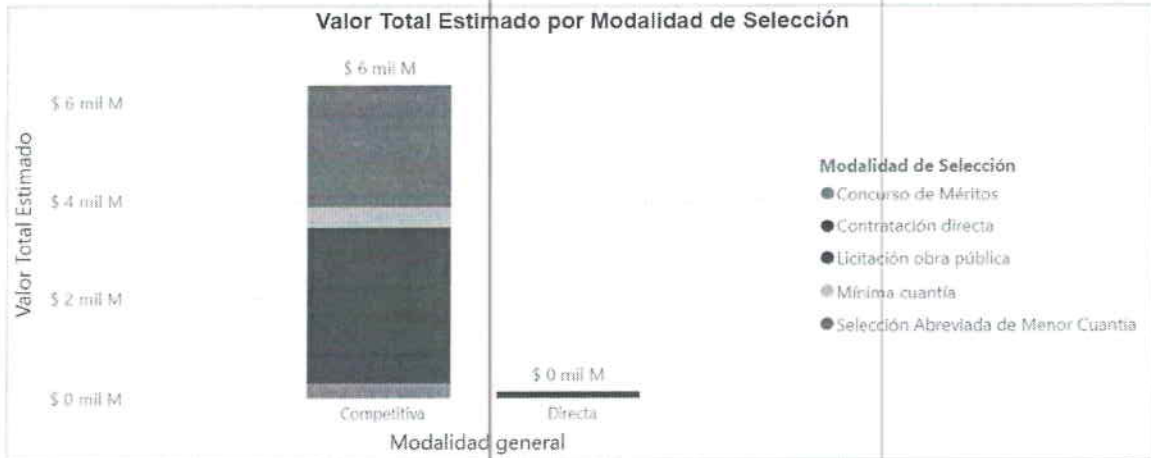 Valor Total Estimado por Modalidad de Selección
$ 6 mil M
$ 6 mil M
$ 4 mil M
$ 2 mil M
$ 0 mil M
Valor Total Estimado
$ 0 mil M
Competitiva
Directa
Modalidad general
Modalidad de Selección
Concurso de Méritos
Contratación directa
Licitación obra pública
Mínima cuantía
Selección Abreviada de Menor Cuantía